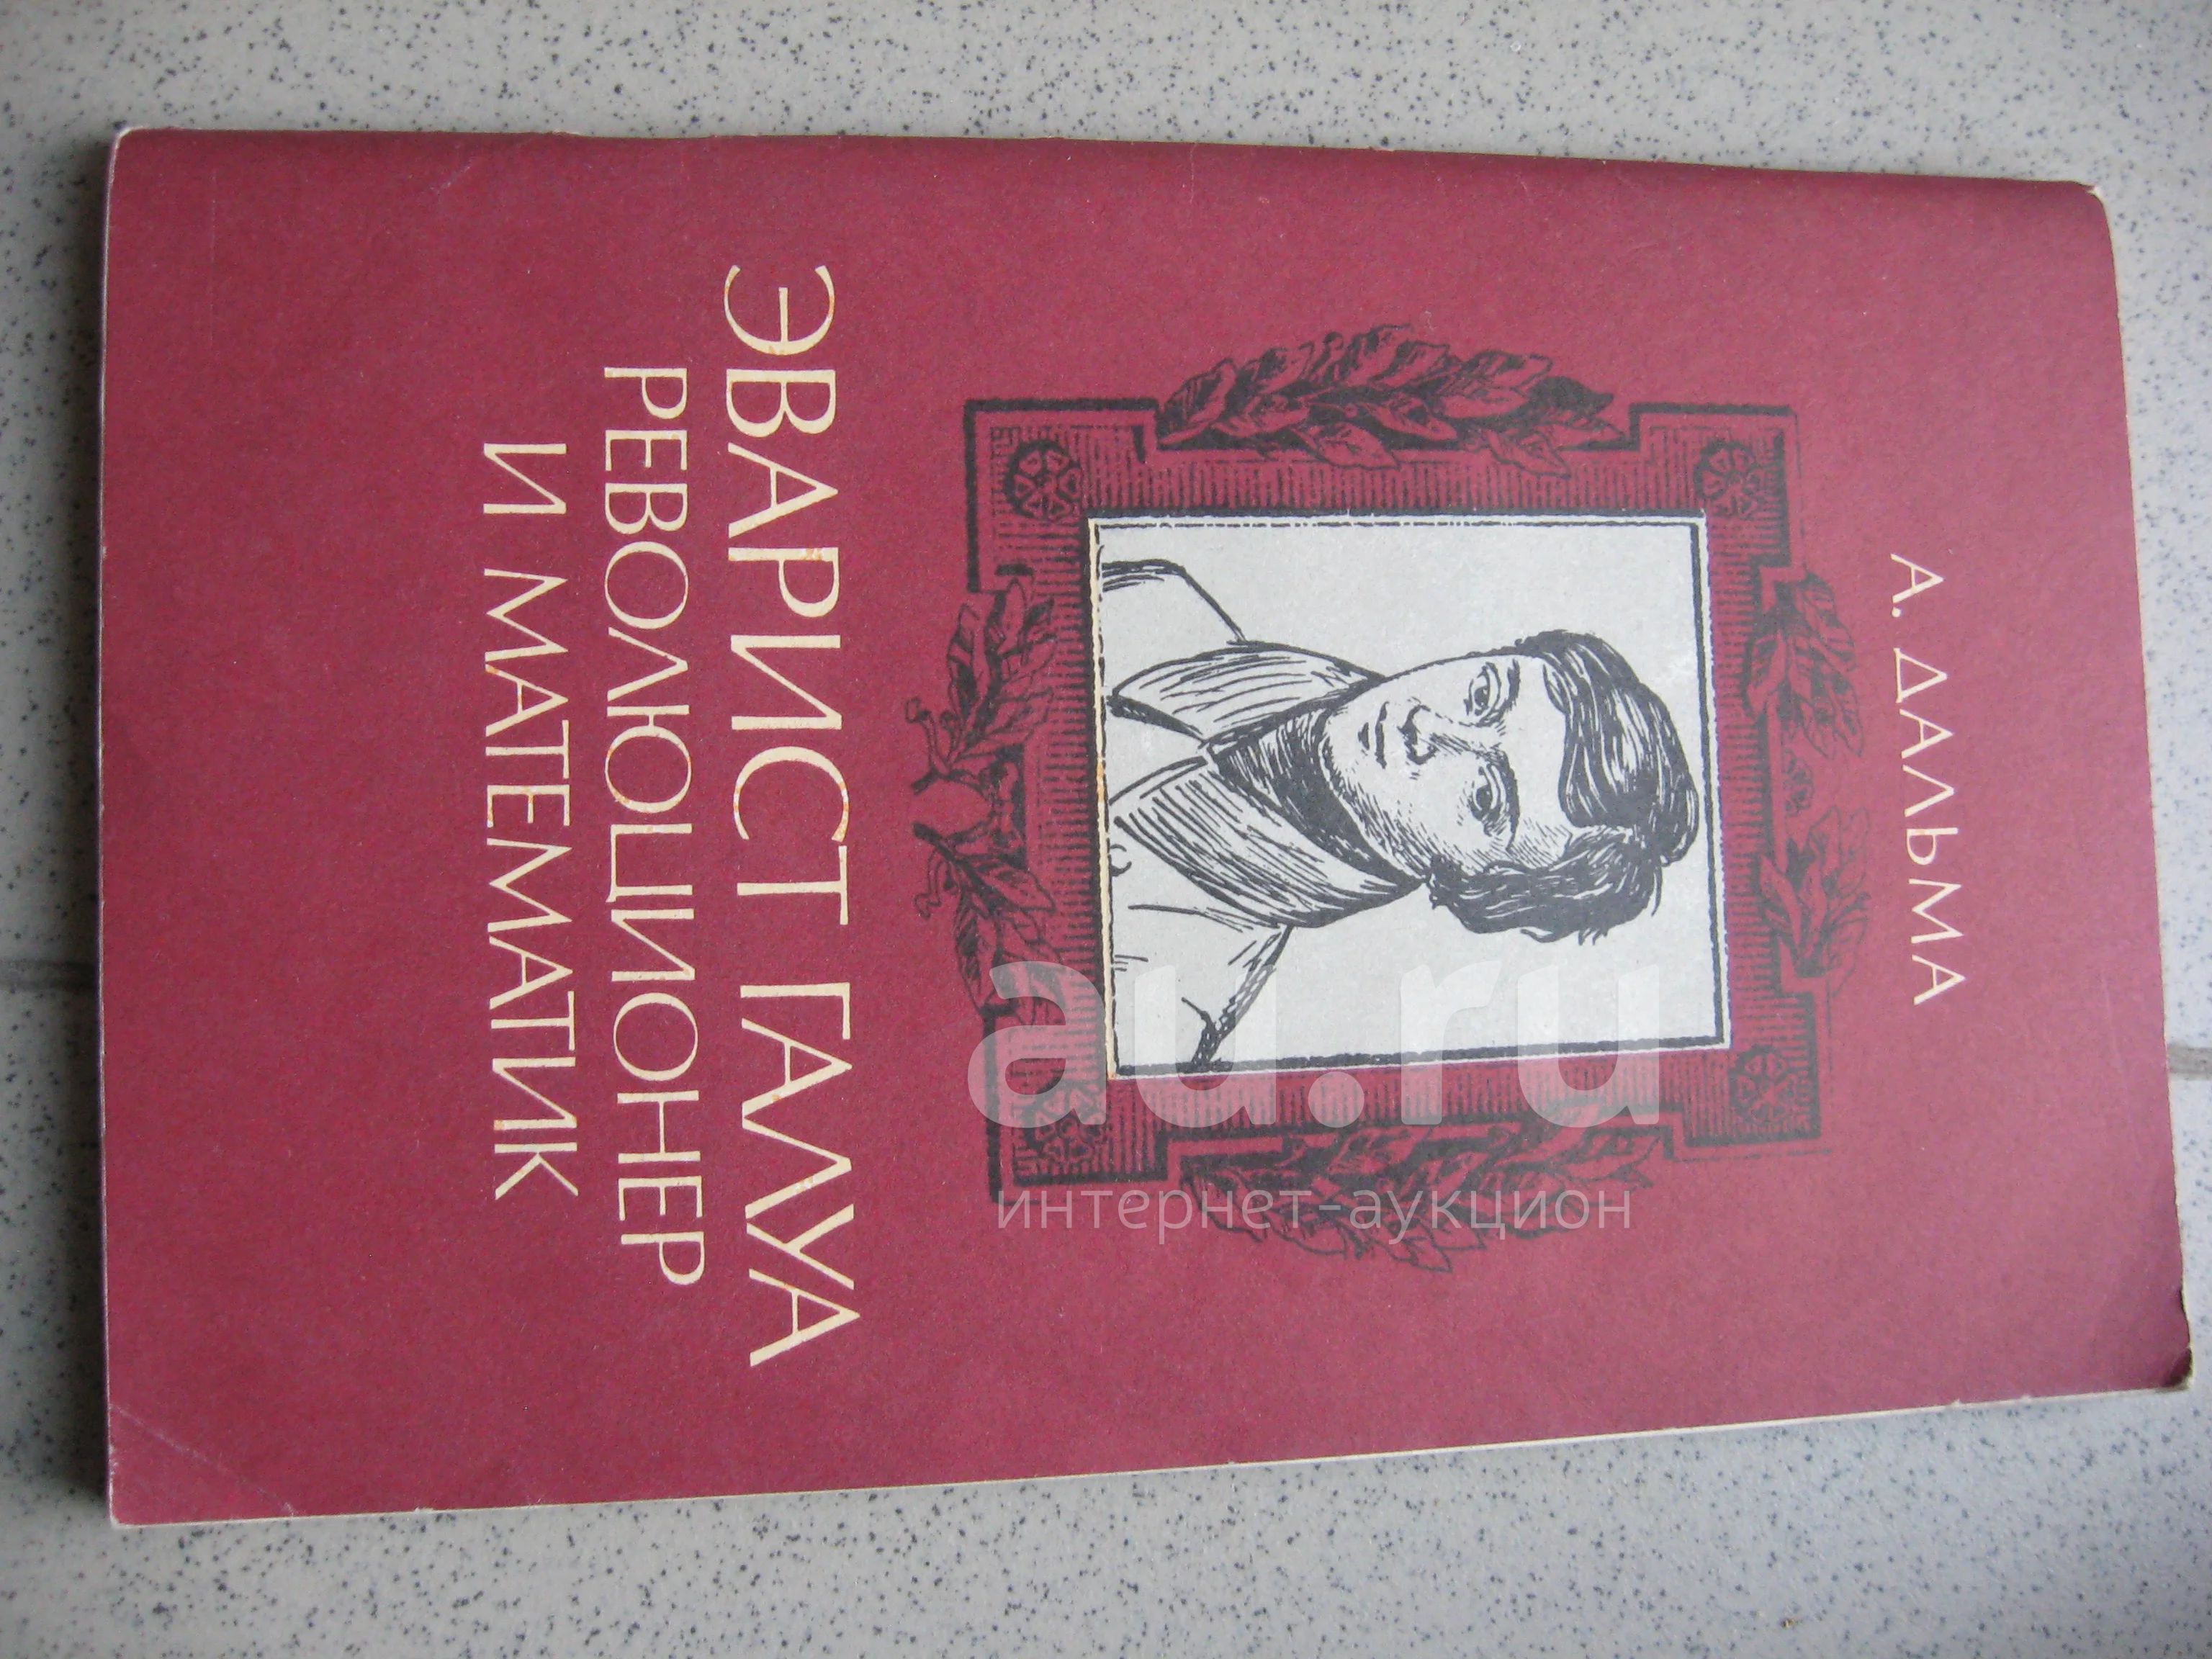 А. ДАЛЬМА
ЭВАРИСТ ГАЛУА
РЕВОЛЮЦИОНЕР
И МАТЕМАТИК
au.ru
интернет-аукцион